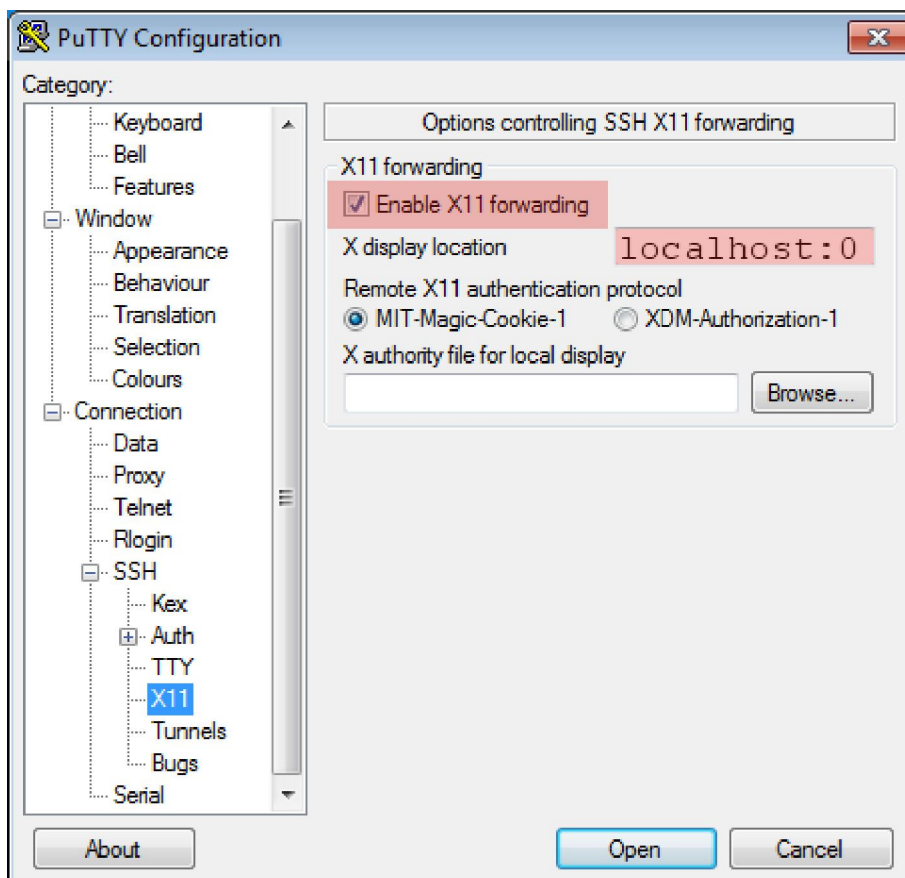 PuTTY Configuration
Category:
Keyboard
Bell
Features
Window
Appearance
Behaviour
Translation
Selection
Colours
Connection
Data
Proxy
Telnet
Rlogin
SSH
Kex
Auth
TTY
X11
Tunnels
Bugs
Serial
Options controlling SSH X11 forwarding
X11 forwarding
Enable X11 forwarding
X display location localhost:0
Remote X11 authentication protocol
MIT-Magic-Cookie-1 XDM-Authorization-1
X authority file for local display
Browse...
About Open Cancel